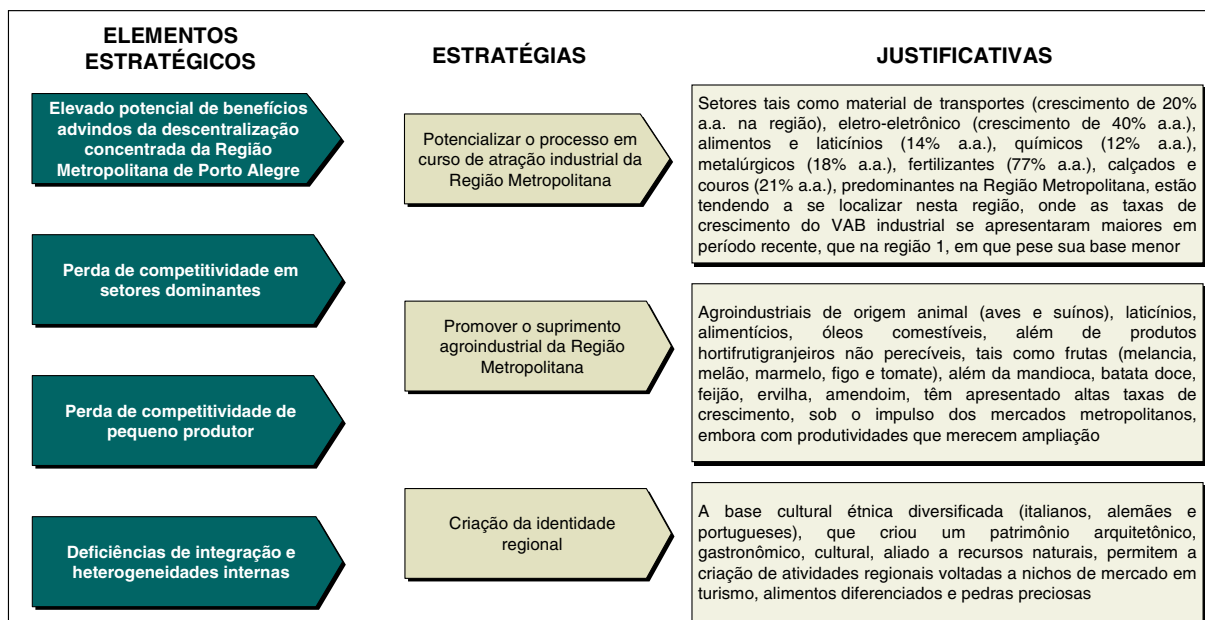 ELEMENTOS
ESTRATÉGICOS
Elevado potencial de benefícios
advindos da descentralização
concentrada da Região
Metropolitana de Porto Alegre
Perda de competitividade em
setores dominantes
Perda de competitividade de
pequeno produtor
Deficiências de integração e
heterogeneidades internas
ESTRATÉGIAS
Potencializar o processo em
curso de atração industrial da
Região Metropolitana
Promover o suprimento
agroindustrial da Região
Metropolitana
Criação da identidade
regional
JUSTIFICATIVAS
Setores tais como material de transportes (crescimento de 20%
a.a. na região), eletro-eletrônico (crescimento de 40% a.a.),
alimentos e laticínios (14% a.a.), químicos (12% a.a.),
metalúrgicos (18% a.a.), fertilizantes (77% a.a.), calçados e
couros (21% a.a.), predominantes na Região Metropolitana, estão
tendendo a se localizar nesta região, onde as taxas de
crescimento do VAB industrial se apresentaram maiores em
período recente, que na região 1, em que pese sua base menor
Agroindustriais de origem animal (aves e suínos), laticínios,
alimentícios, óleos comestíveis, além de produtos
hortifrutigranjeiros não perecíveis, tais como frutas (melancia,
melão, marmelo, figo e tomate), além da mandioca, batata doce,
feijão, ervilha, amendoim, têm apresentado altas taxas de
crescimento, sob o impulso dos mercados metropolitanos,
embora com produtividades que merecem ampliação
A base cultural étnica diversificada (italianos, alemães e
portugueses), que criou um patrimônio arquitetônico,
gastronômico, cultural, aliado a recursos naturais, permitem a
criação de atividades regionais voltadas a nichos de mercado em
turismo, alimentos diferenciados e pedras preciosas